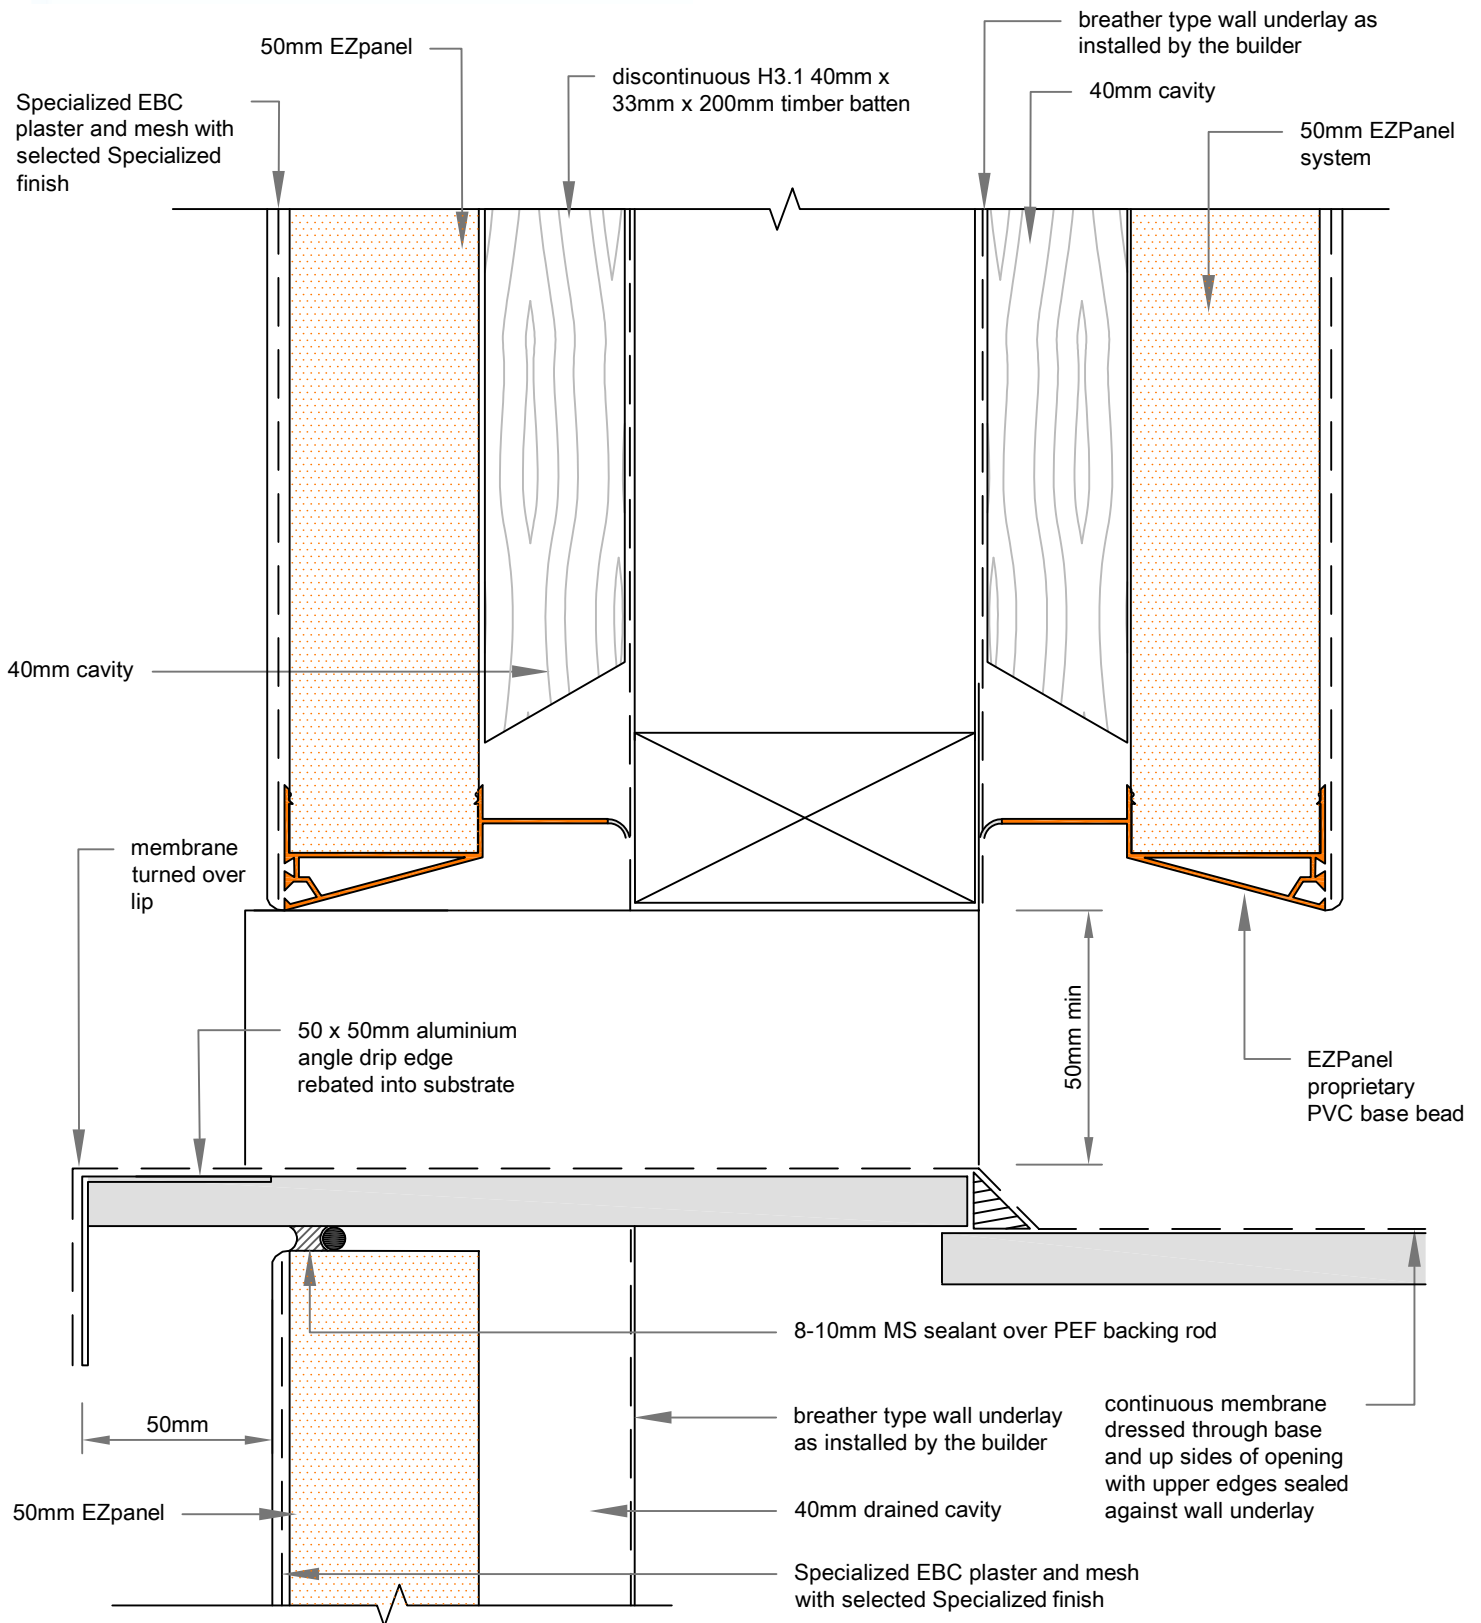 breather type wall underlay as
installed by the builder
50mm EZpanel
discontinuous H3.1 40mm x
33mm x 200mm timber batten
40mm cavity
Specialized EBC
plaster and mesh with
selected Specialized
finish
50mm EZPanel
system
40mm cavity
membrane
turned over
lip
50 x 50mm aluminium
angle drip edge
rebated into substrate
50mm min
EZPanel
proprietary
PVC base bead
8-10mm MS sealant over PEF backing rod
50mm
breather type wall underlay
as installed by the builder
continuous membrane
dressed through base
and up sides of opening
with upper edges sealed
against wall underlay
50mm EZpanel
40mm drained cavity
Specialized EBC plaster and mesh
with selected Specialized finish